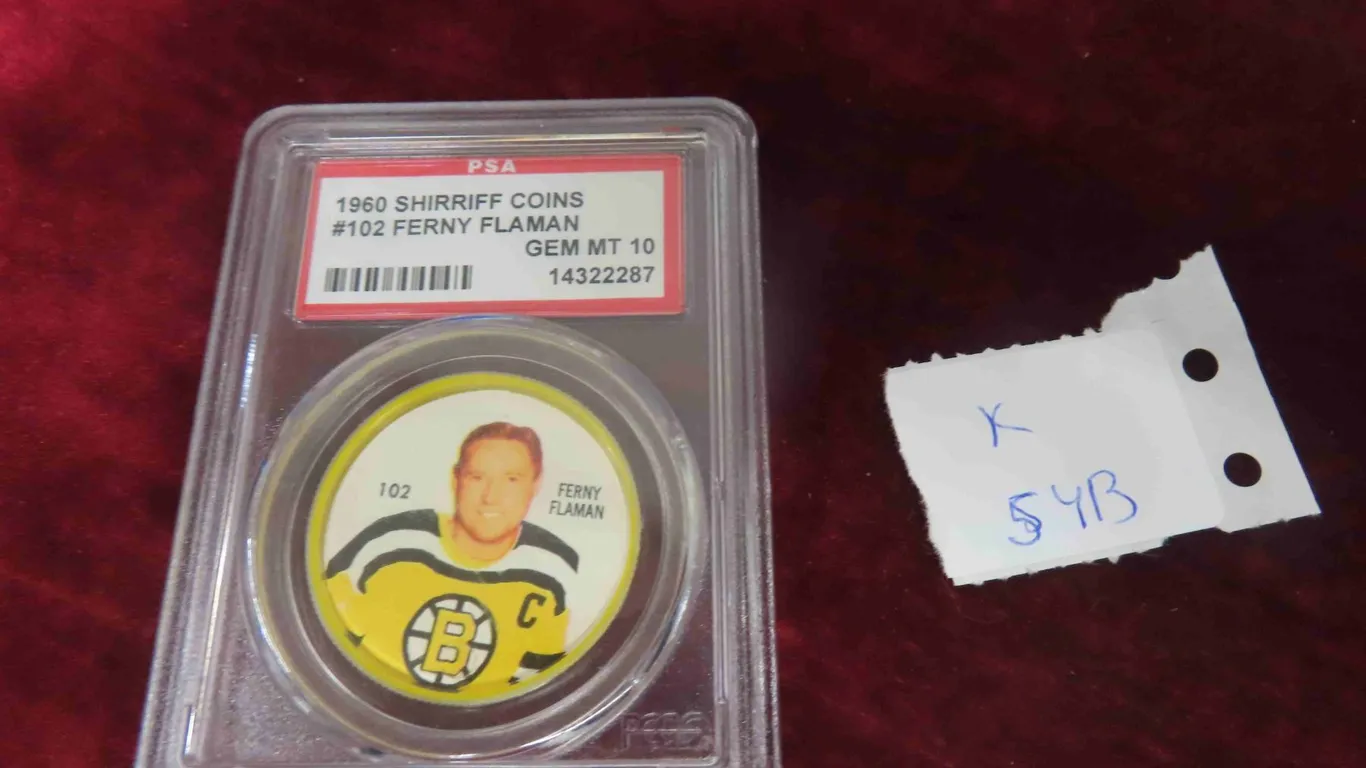 PSA
1960 SHIRRIFF COINS
#102 FERNY FLAMAN
GEM MT 10
14322287
102
FERNY
FLAMAN
C
B
K
54B